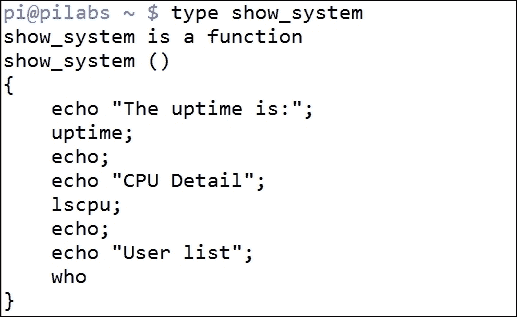 pi@pilabs ~ $ type show_system
show_system is a function
show_system ()
{
    echo "The uptime is:";
    uptime;
    echo;
    echo "CPU Detail";
    lscpu;
    echo;
    echo "User list";
    who
}